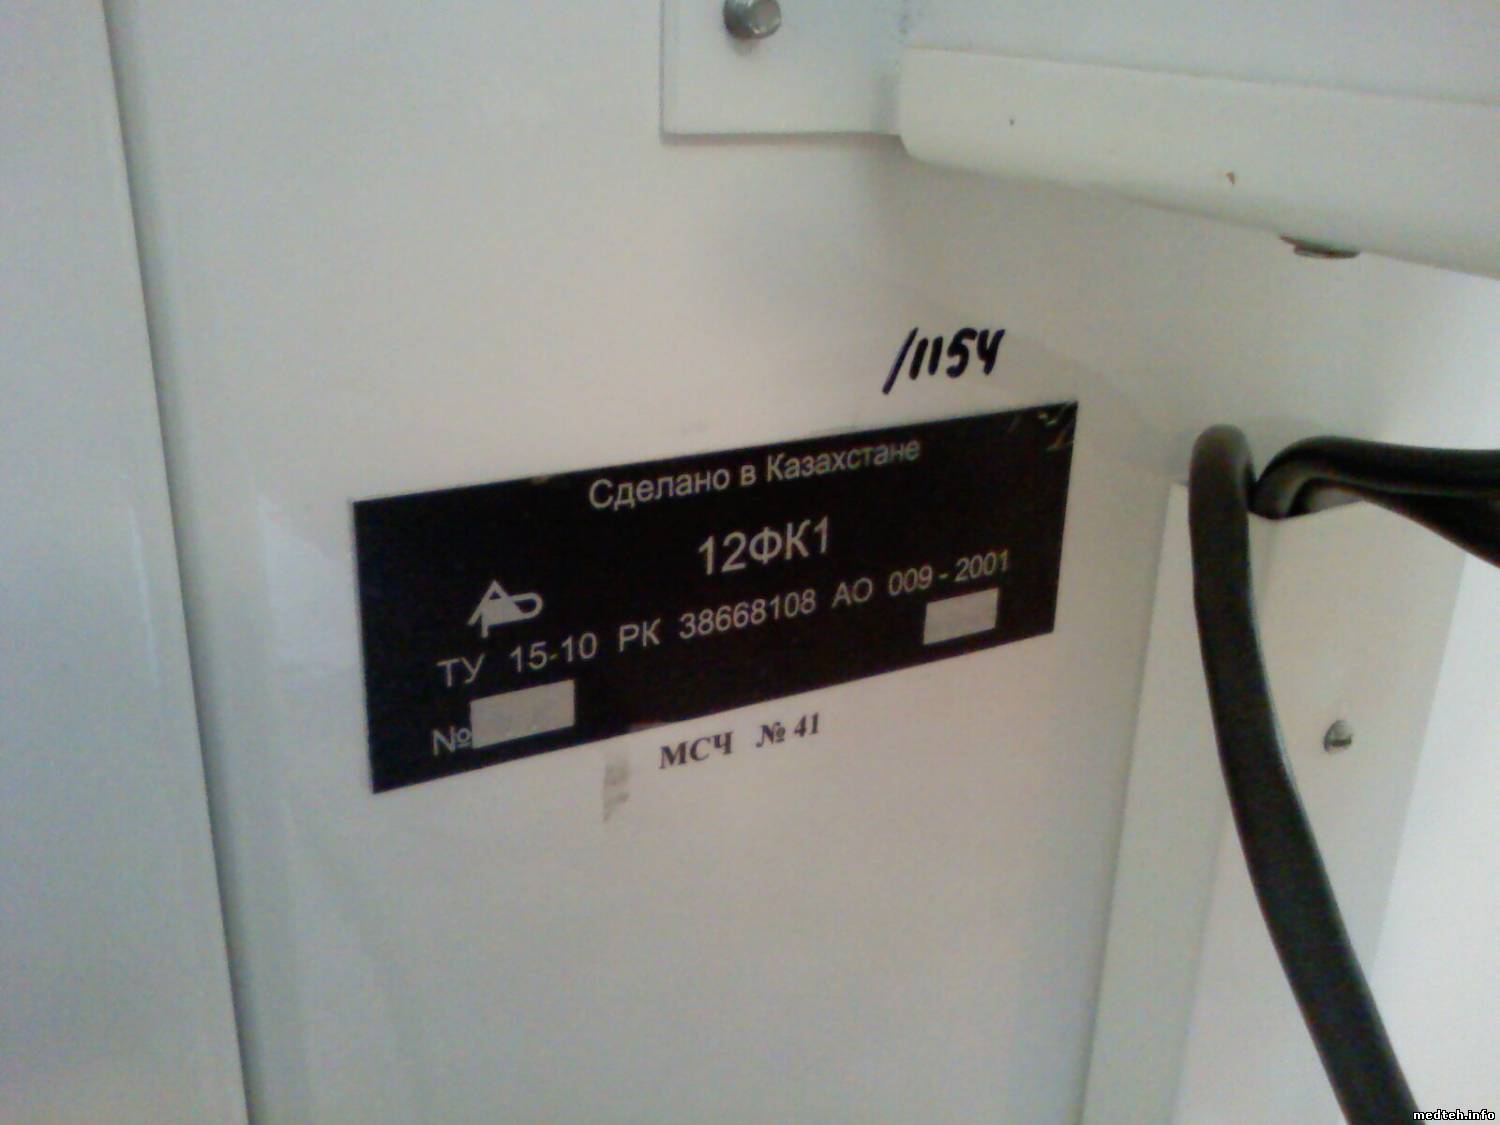 /1154
Сделано в Казахстане
12ФК1
ТУ 15-10 РК 38668108 АО 009-2001
№
МСЧ № 41
medteh.info